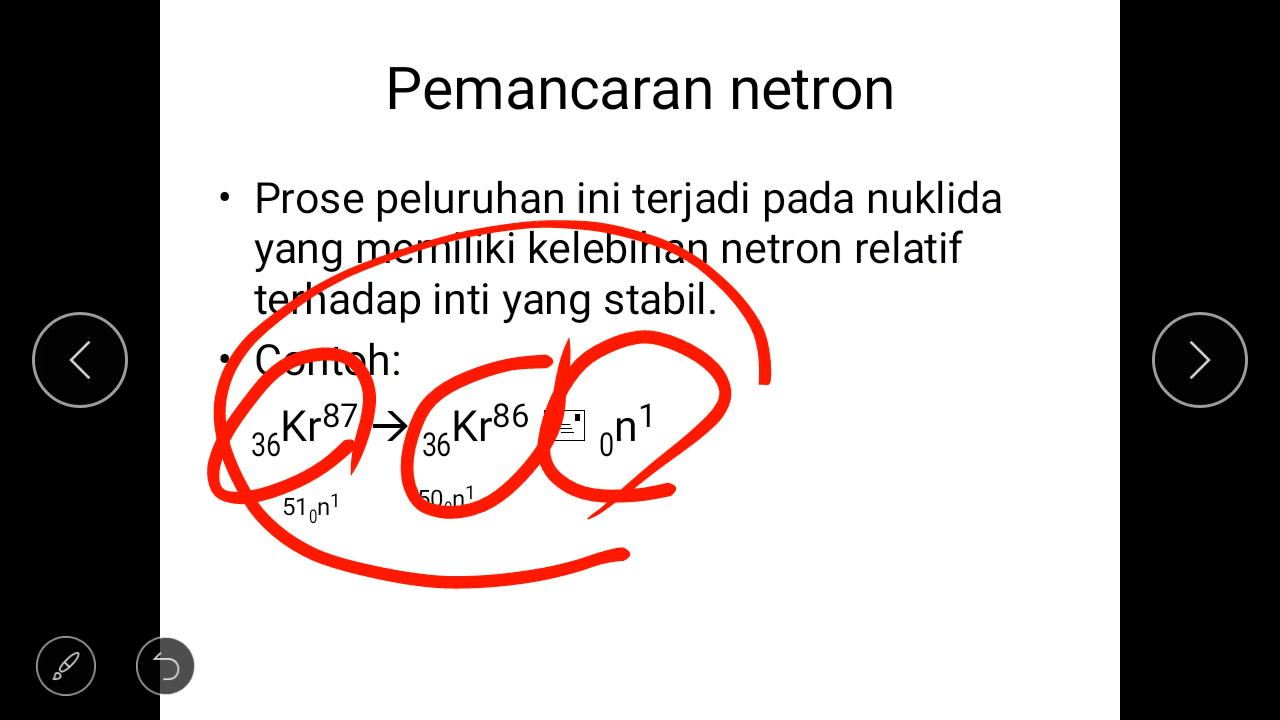 Pemancaran netron
• Prose peluruhan ini terjadi pada nuklida
yang memiliki kelebihan netron relatif
terhadap inti yang stabil.
• Contoh:
₃₆Kr⁸⁷ → ₃₆Kr⁸⁶ ₀n¹
51₀n¹ 50₀n¹